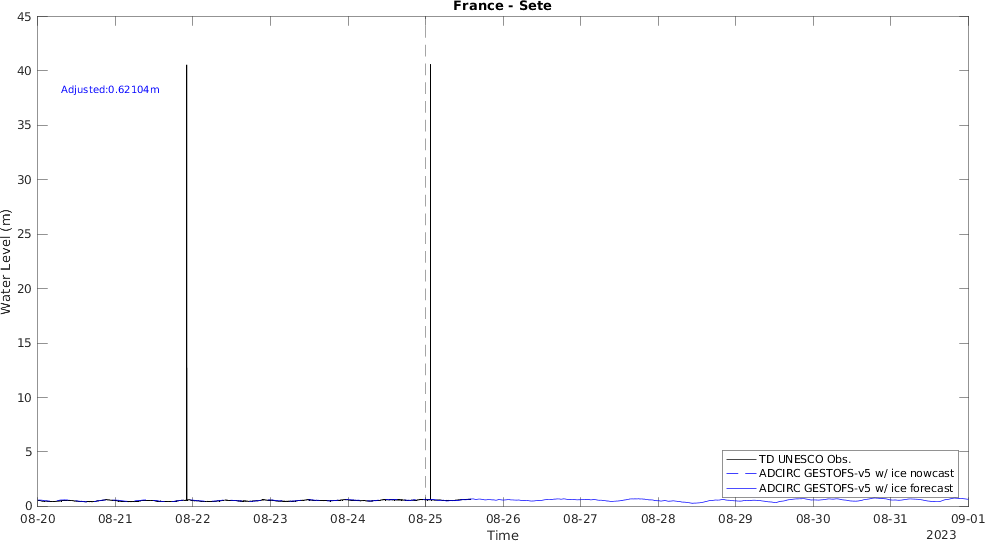 France - Sete
45
40
35
30
25
20
15
10
5
0
Water Level (m)
Adjusted:0.62104m
TD UNESCO Obs.
ADCIRC GESTOFS-v5 w/ ice nowcast
ADCIRC GESTOFS-v5 w/ ice forecast
08-20 08-21 08-22 08-23 08-24 08-25 08-26 08-27 08-28 08-29 08-30 08-31 09-01
Time
2023